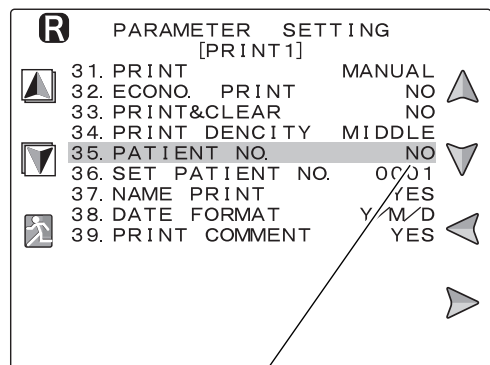 R PARAMETER SETTING
[PRINT1]
31. PRINT MANUAL
32. ECONO. PRINT NO
33. PRINT&CLEAR NO
34. PRINT DENCITY MIDDLE
35. PATIENT NO. NO
36. SET PATIENT NO. 0001
37. NAME PRINT YES
38. DATE FORMAT Y/M/D
39. PRINT COMMENT YES